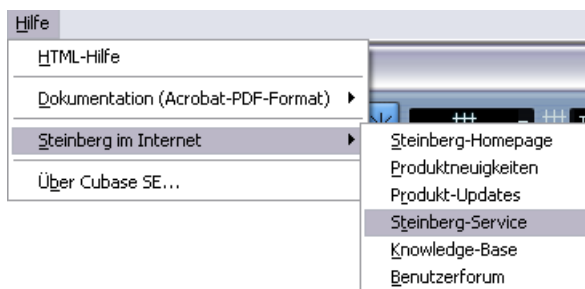 Hilfe
HTML-Hilfe
Dokumentation (Acrobat-PDF-Format)
Steinberg im Internet
Über Cubase SE...
Steinberg-Homepage
Produktneuigkeiten
Produkt-Updates
Steinberg-Service
Knowledge-Base
Benutzerforum